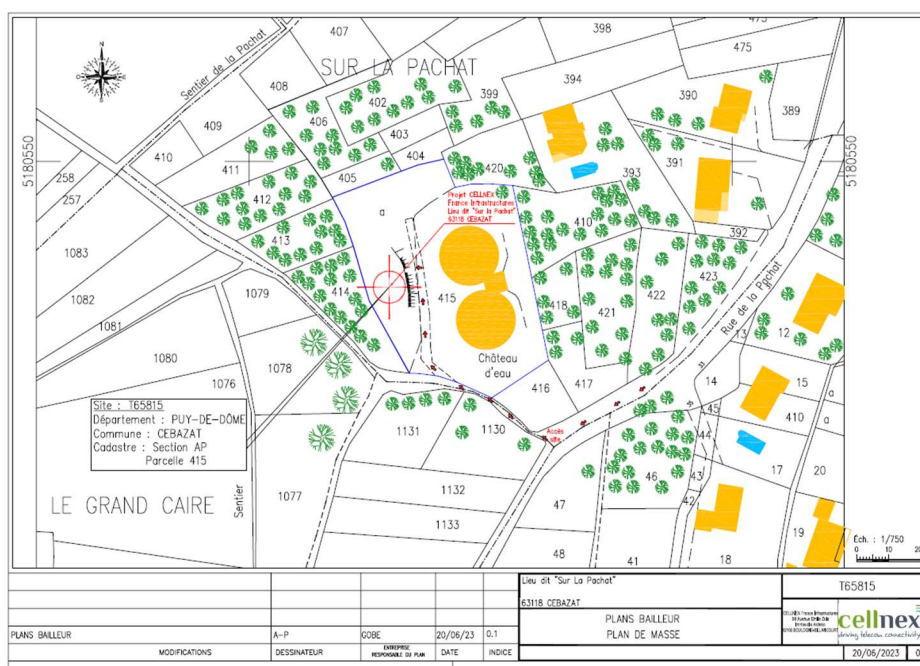 407
398
473
475
SUR LA PACHAT
Sentier de la Pachat
408
402
399
394
390
389
409
406
403
410
404
411
405
420
391
5180550
5180550
258
257
412
a
393
Projet CELLNEX
France Infrastructures
Lieu dit "Sur la Pachat"
63118 CEBAZAT
410
392
1083
413
423
414
415
418
422
421
Rue de la Pachat
1082
1079
1081
13
12
Château
d'eau
33
1080
1078
416
417
14
15
1076
35
Site : T65815
Département : PUY-DE-DÔME
Commune : CEBAZAT
Cadastre : Section AP
Parcelle 415
1131
1130
Accès
site
45
410
a
a
44
46
43
17
20
LE GRAND CAIRE
Sentier
1077
1132
42
47
1133
19
48
41
18
Éch. : 1/750
0 10 20
Lieu dit "Sur La Pachat"
63118 CEBAZAT
T65815
PLANS BAILLEUR
PLAN DE MASSE
cellnex
driving telecom connectivity
PLANS BAILLEUR
A-P
GOBE
20/06/23
0.1
MODIFICATIONS
DESSINATEUR
ENTREPRISE
RESPONSABLE DU PLAN
DATE
INDICE
20/06/2023